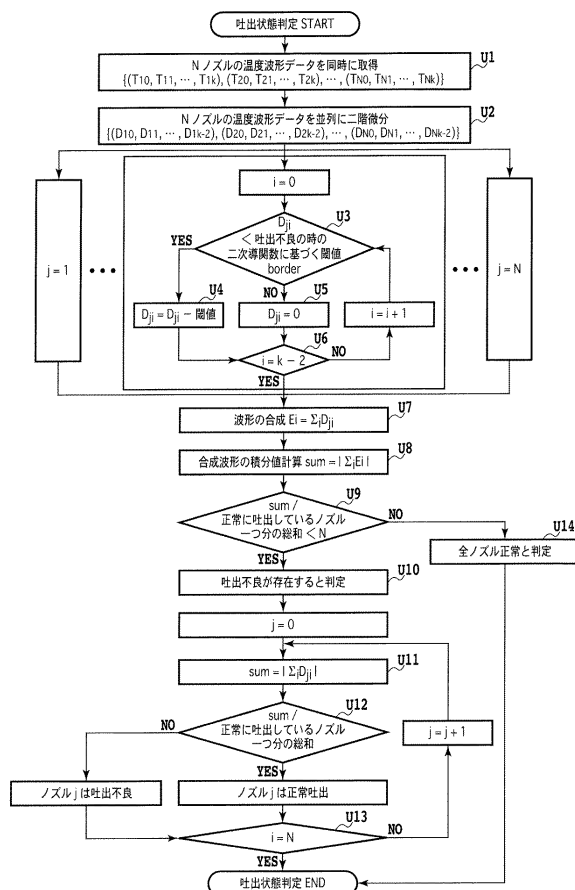 吐出状態判定 START
U1
N ノズルの温度波形データを同時に取得
{(T10, T11, ⋯ , T1k), (T20, T21, ⋯ , T2k), ⋯ , (TN0, TN1, ⋯ , TNk)}
U2
N ノズルの温度波形データを並列に二階微分
{(D10, D11, ⋯ , D1k-2), (D20, D21, ⋯ , D2k-2), ⋯ , (DN0, DN1, ⋯ , DNk-2)}
i = 0
U3
Dji
< 吐出不良の時の
二次導関数に基づく閾値
border
YES
NO
j = 1
•••
•••
j = N
U4
Dji = Dji − 閾値
U5
Dji = 0
i = i + 1
U6
i = k − 2
NO
YES
U7
波形の合成 Ei = ΣiDji
U8
合成波形の積分値計算 sum = | ΣiEi |
U9
sum /
正常に吐出しているノズル
一つ分の総和 < N
NO
YES
U14
全ノズル正常と判定
U10
吐出不良が存在すると判定
j = 0
U11
sum = | ΣiDji |
U12
sum /
正常に吐出しているノズル
一つ分の総和
NO
YES
j = j + 1
ノズル j は吐出不良
ノズル j は正常吐出
U13
i = N
NO
YES
吐出状態判定 END